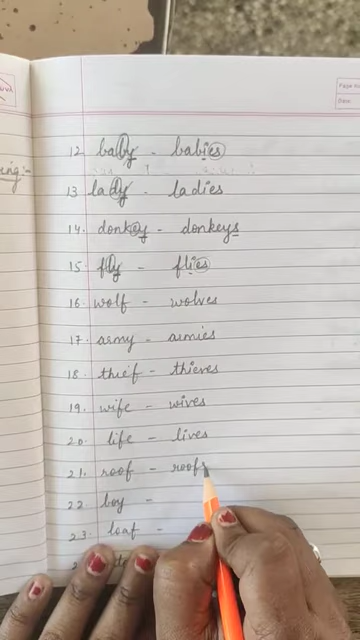 12. baby - babies
13. lady - ladies
14. donkey - donkeys
15. fly - flies
16. wolf - wolves
17. army - armies
18. thief - thieves
19. wife - wives
20. life - lives
21. roof - roofs
22. boy -
23. loaf -